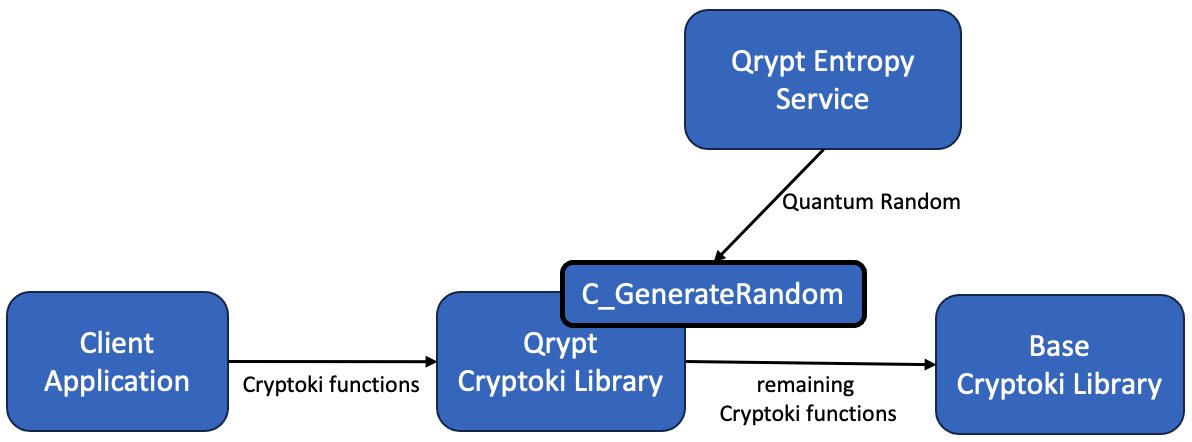 Qrypt Entropy
Service
Quantum Random
C_GenerateRandom
Client
Application
Cryptoki functions
Qrypt
Cryptoki Library
remaining
Cryptoki functions
Base
Cryptoki Library